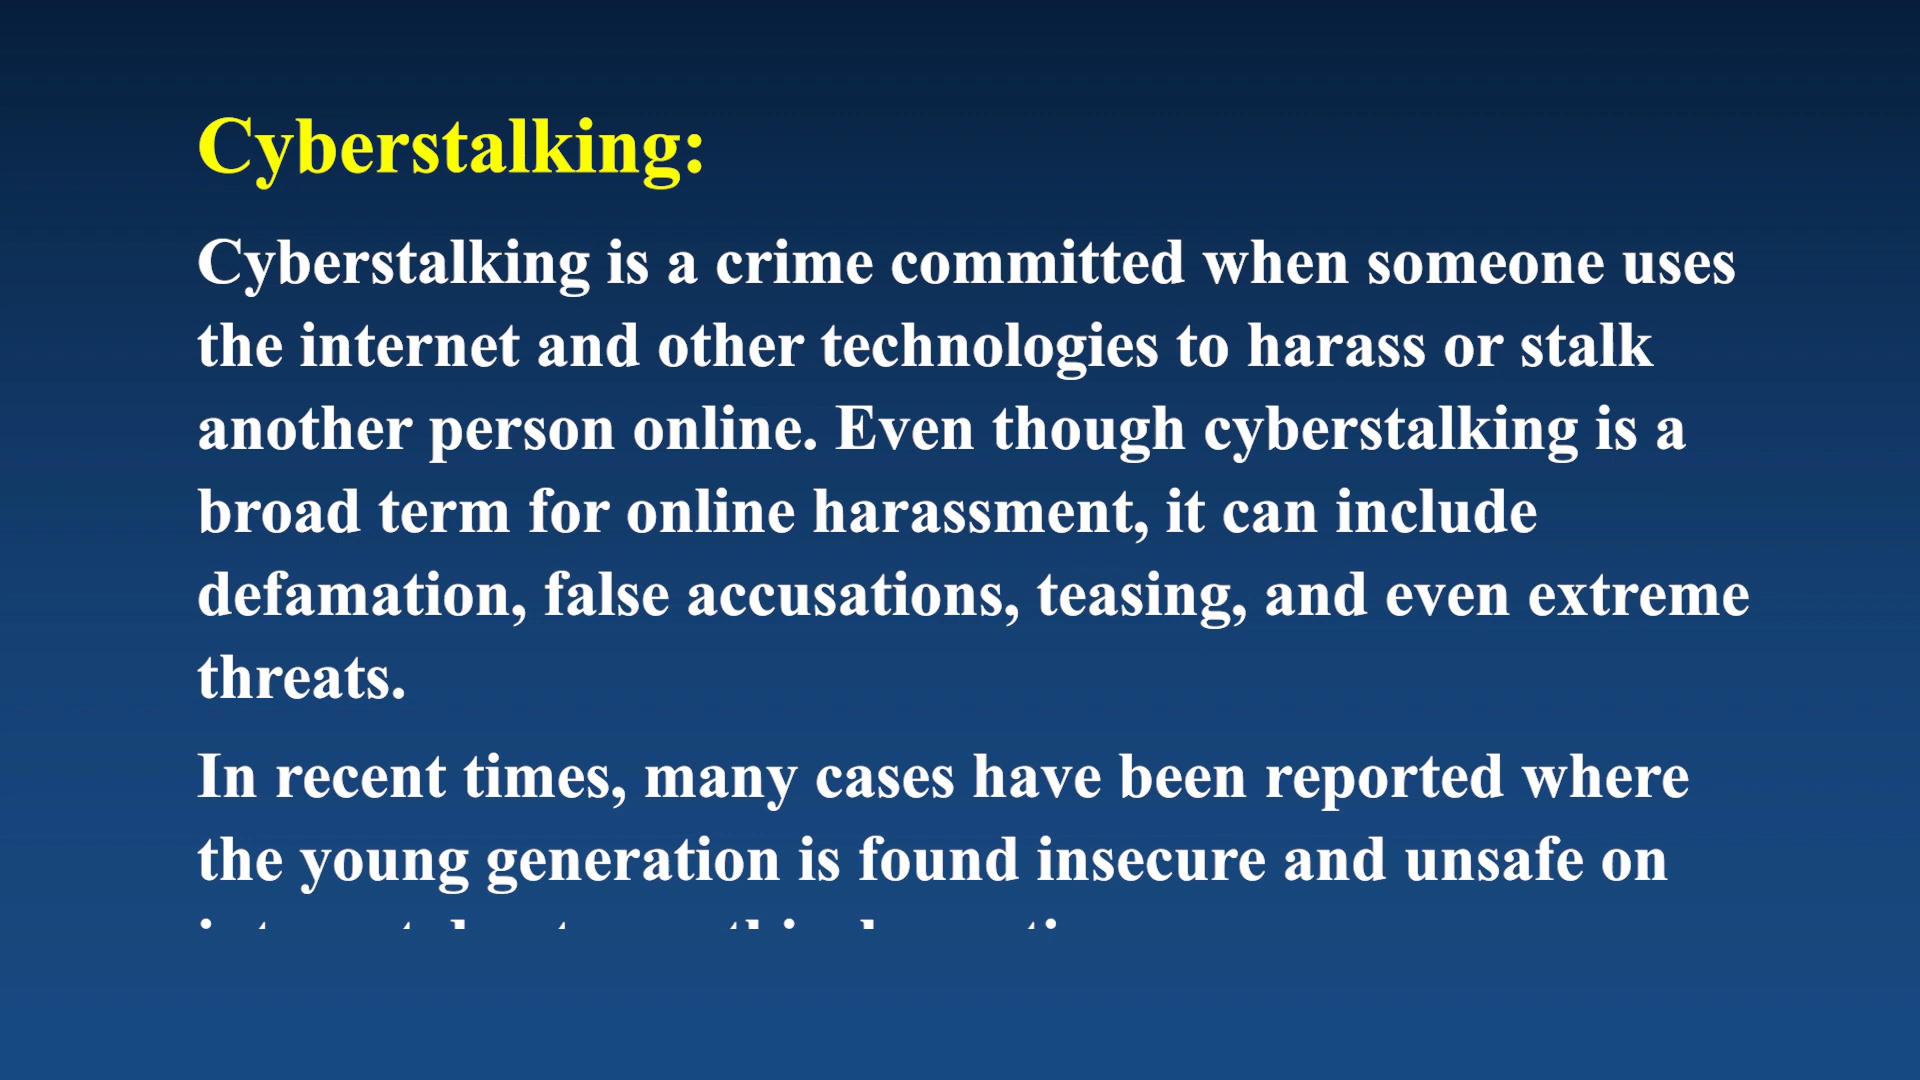 Cyberstalking:
Cyberstalking is a crime committed when someone uses
the internet and other technologies to harass or stalk
another person online. Even though cyberstalking is a
broad term for online harassment, it can include
defamation, false accusations, teasing, and even extreme
threats.
In recent times, many cases have been reported where
the young generation is found insecure and unsafe on